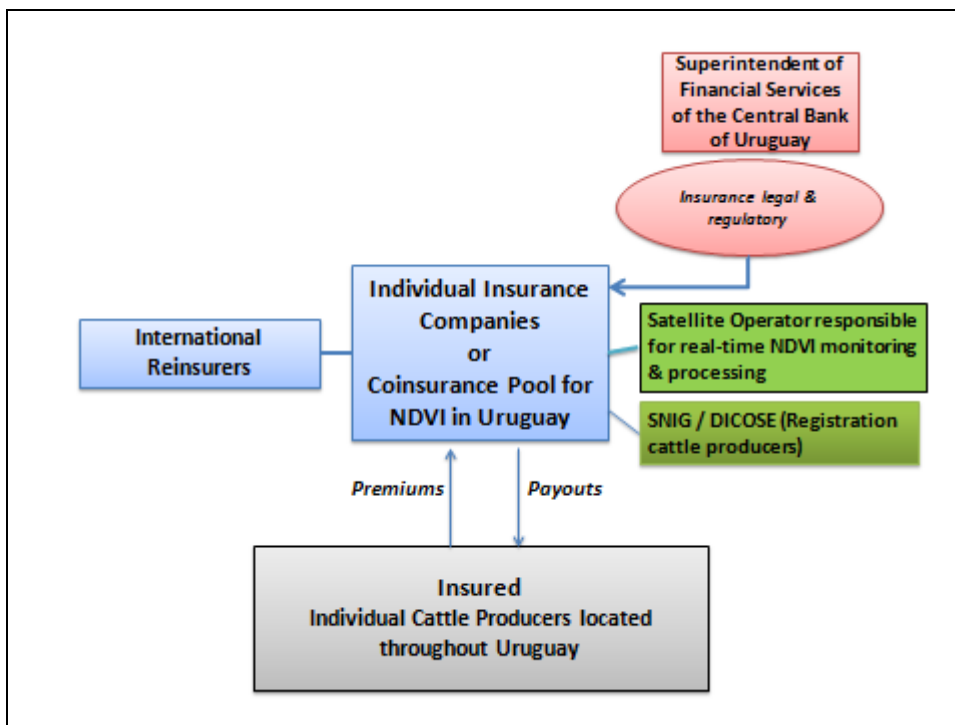 Superintendent of
Financial Services
of the Central Bank
of Uruguay
Insurance legal &
regulatory
Individual Insurance
Companies
or
Coinsurance Pool for
NDVI in Uruguay
International
Reinsurers
Satellite Operator responsible
for real-time NDVI monitoring
& processing
SNIG / DICOSE (Registration
cattle producers)
Premiums
Payouts
Insured
Individual Cattle Producers located
throughout Uruguay